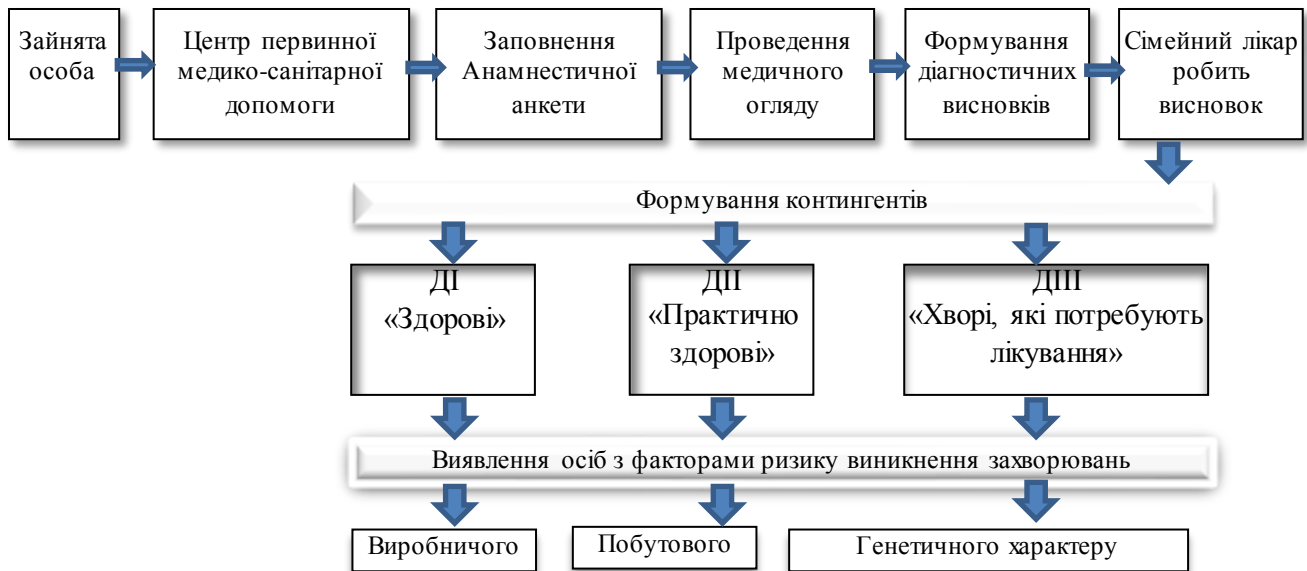 Зайнята
особа
Центр первинної
медико-санітарної
допомоги
Заповнення
Анамнестичної
анкети
Проведення
медичного
огляду
Формування
діагностичних
висновків
Сімейний лікар
робить
висновок
Формування контингентів
ДІ
«Здорові»
ДІІ
«Практично
здорові»
ДІІІ
«Хворі, які потребують
лікування»
Виявлення осіб з факторами ризику виникнення захворювань
Виробничого
Побутового
Генетичного характеру